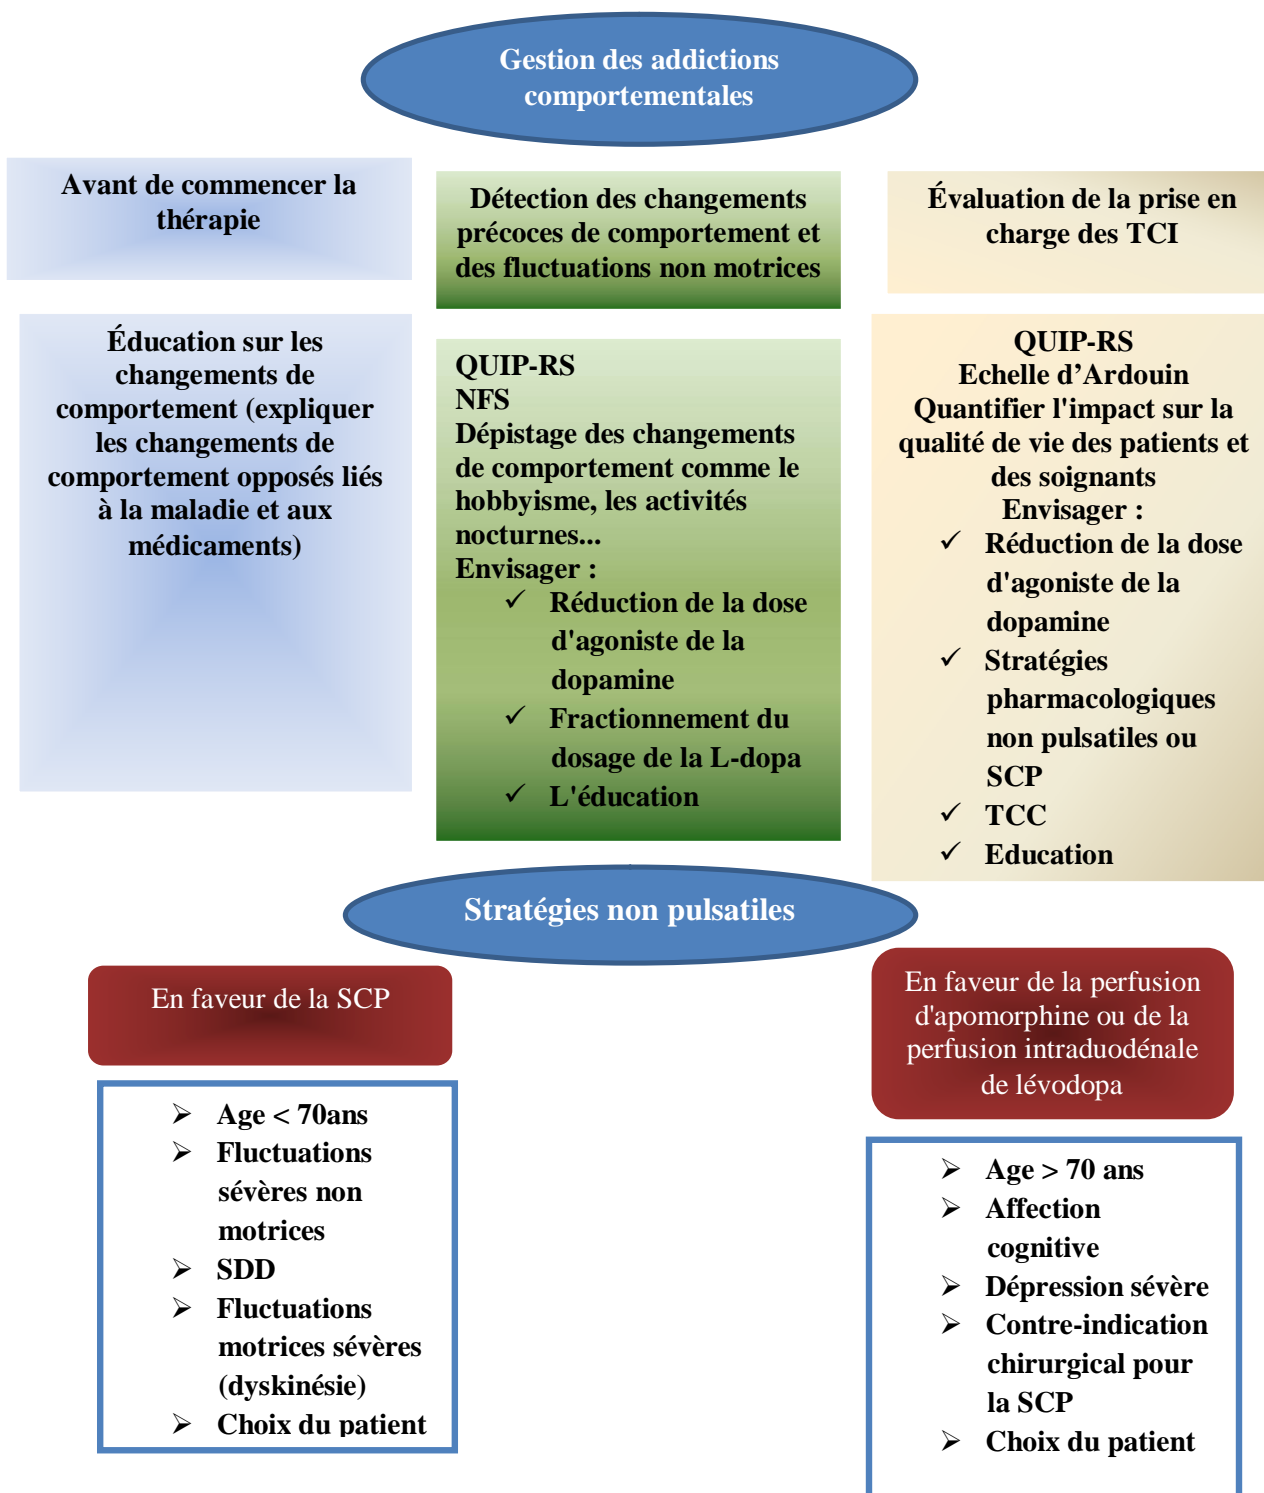 Gestion des addictions
comportementales
Avant de commencer la
thérapie
Détection des changements
précoces de comportement et
des fluctuations non motrices
Évaluation de la prise en
charge des TCI
Éducation sur les
changements de
comportement (expliquer
les changements de
comportement opposés liés
à la maladie et aux
médicaments)
QUIP-RS
NFS
Dépistage des changements
de comportement comme le
hobbyisme, les activités
nocturnes...
Envisager :
✓ Réduction de la dose
d'agoniste de la
dopamine
✓ Fractionnement du
dosage de la L-dopa
✓ L'éducation
QUIP-RS
Echelle d’Ardouin
Quantifier l'impact sur la
qualité de vie des patients et
des soignants
Envisager :
✓ Réduction de la dose
d'agoniste de la
dopamine
✓ Stratégies
pharmacologiques
non pulsatiles ou
SCP
✓ TCC
✓ Education
Stratégies non pulsatiles
En faveur de la SCP
➢ Age < 70ans
➢ Fluctuations
sévères non
motrices
➢ SDD
➢ Fluctuations
motrices sévères
(dyskinésie)
➢ Choix du patient
En faveur de la perfusion
d'apomorphine ou de la
perfusion intraduodénale
de lévodopa
➢ Age > 70 ans
➢ Affection
cognitive
➢ Dépression sévère
➢ Contre-indication
chirurgical pour
la SCP
➢ Choix du patient